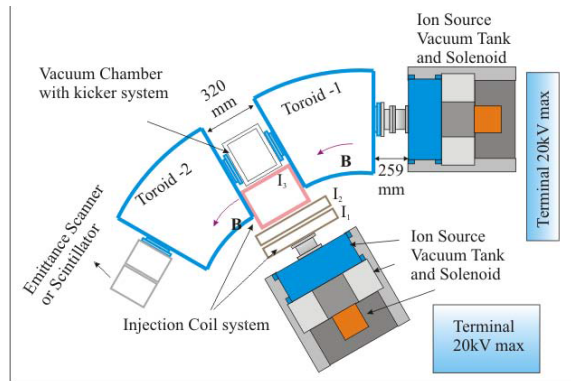 Ion Source
Vacuum Tank
and Solenoid
Vacuum Chamber
with kicker system
320
mm
Toroid -1
B
259
mm
Terminal 20kV max
Toroid -2
B
I₃
I₂
I₁
Emittance Scanner
or Scintillator
Injection Coil system
Ion Source
Vacuum Tank
and Solenoid
Terminal
20kV max